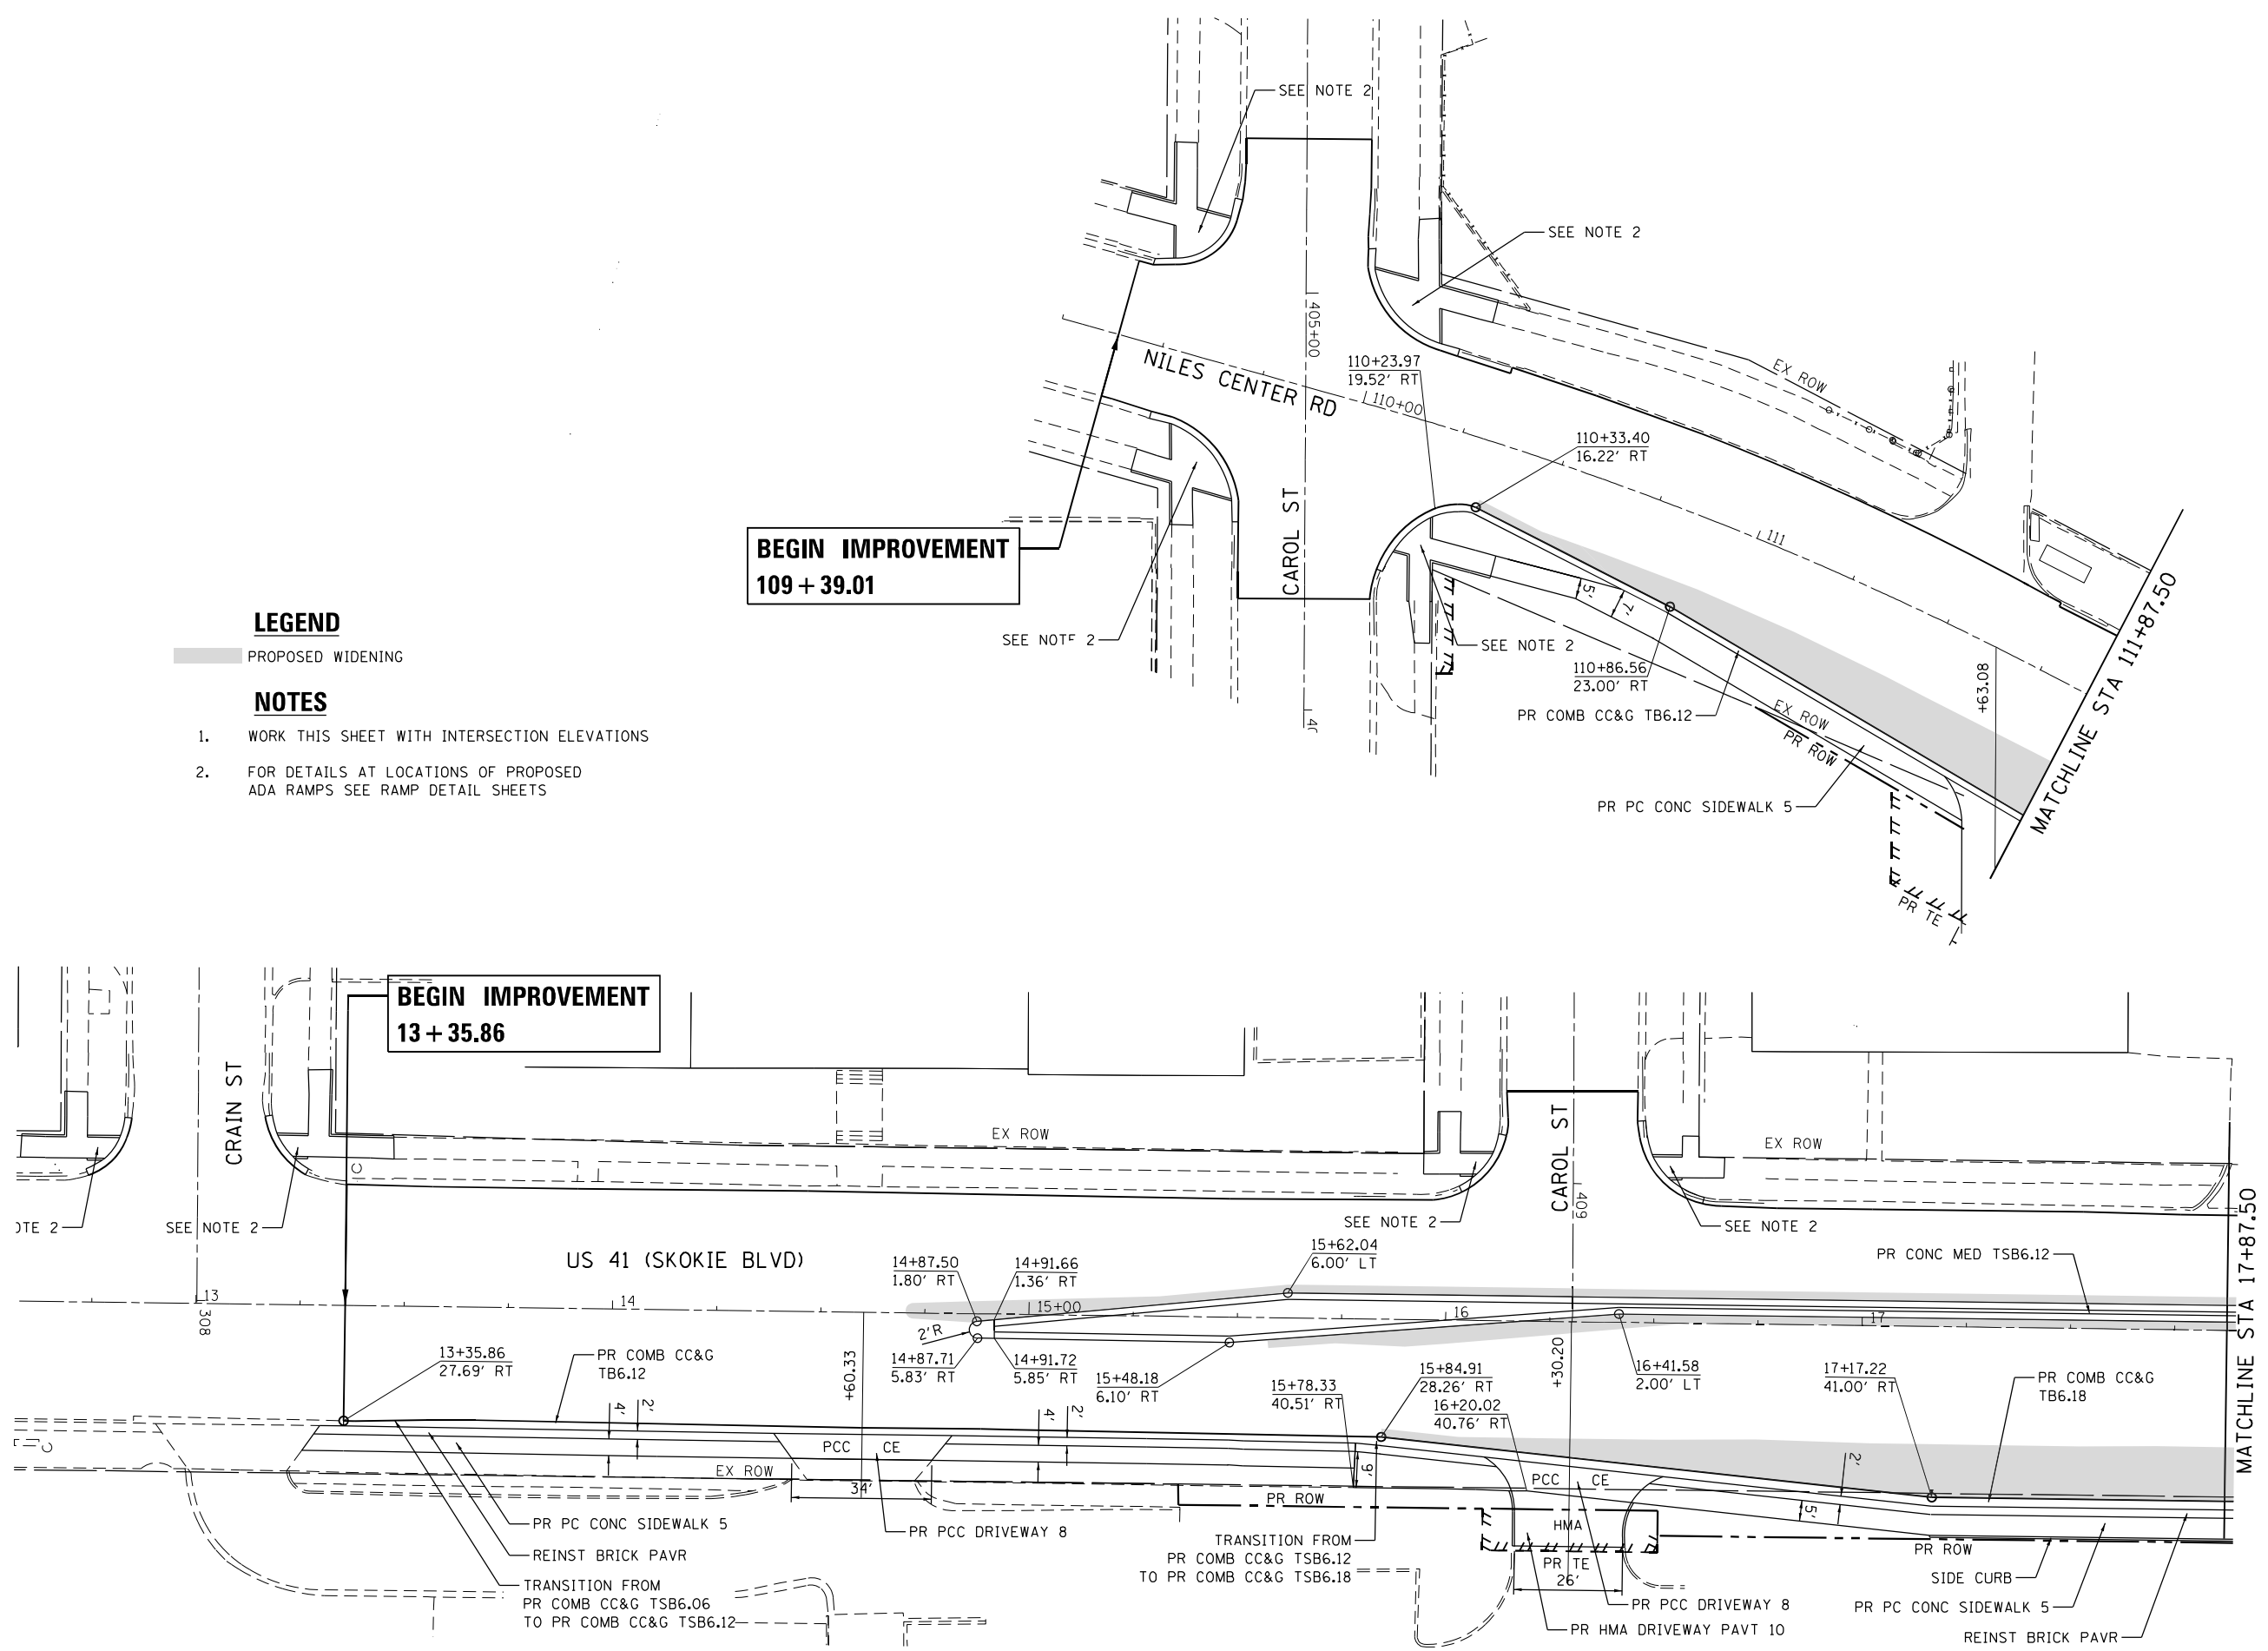 SEE NOTE 2
SEE NOTE 2
405+00
NILES CENTER RD
110+00
110+23.97
19.52' RT
EX ROW
110+33.40
16.22' RT
CAROL ST
111
BEGIN IMPROVEMENT
109 + 39.01
5'
7'
SEE NOTE 2
SEE NOTE 2
110+86.56
23.00' RT
PR COMB CC&G TB6.12
EX ROW
PR ROW
+63.08
MATCHLINE STA 111+87.50
PR PC CONC SIDEWALK 5
PR TE
LEGEND
PROPOSED WIDENING
NOTES
1. WORK THIS SHEET WITH INTERSECTION ELEVATIONS
2. FOR DETAILS AT LOCATIONS OF PROPOSED
ADA RAMPS SEE RAMP DETAIL SHEETS
BEGIN IMPROVEMENT
13 + 35.86
CRAIN ST
EX ROW
CAROL ST
EX ROW
409
OTE 2
SEE NOTE 2
SEE NOTE 2
SEE NOTE 2
US 41 (SKOKIE BLVD)
14+87.50
1.80' RT
14+91.66
1.36' RT
15+62.04
6.00' LT
PR CONC MED TSB6.12
MATCHLINE STA 17+87.50
13
308
14
15+00
16
17
2'R
13+35.86
27.69' RT
PR COMB CC&G
TB6.12
+60.33
14+87.71
5.83' RT
14+91.72
5.85' RT
15+48.18
6.10' RT
15+78.33
40.51' RT
15+84.91
28.26' RT
16+20.02
40.76' RT
+30.20
16+41.58
2.00' LT
17+17.22
41.00' RT
PR COMB CC&G
TB6.18
4'
2'
4'
2'
PCC CE
EX ROW
34'
9'
PCC CE
2'
5'
PR ROW
HMA
PR TE
26'
PR ROW
PR PC CONC SIDEWALK 5
REINST BRICK PAVR
TRANSITION FROM
PR COMB CC&G TSB6.06
TO PR COMB CC&G TSB6.12
PR PCC DRIVEWAY 8
TRANSITION FROM
PR COMB CC&G TSB6.12
TO PR COMB CC&G TSB6.18
PR PCC DRIVEWAY 8
PR HMA DRIVEWAY PAVT 10
SIDE CURB
PR PC CONC SIDEWALK 5
REINST BRICK PAVR